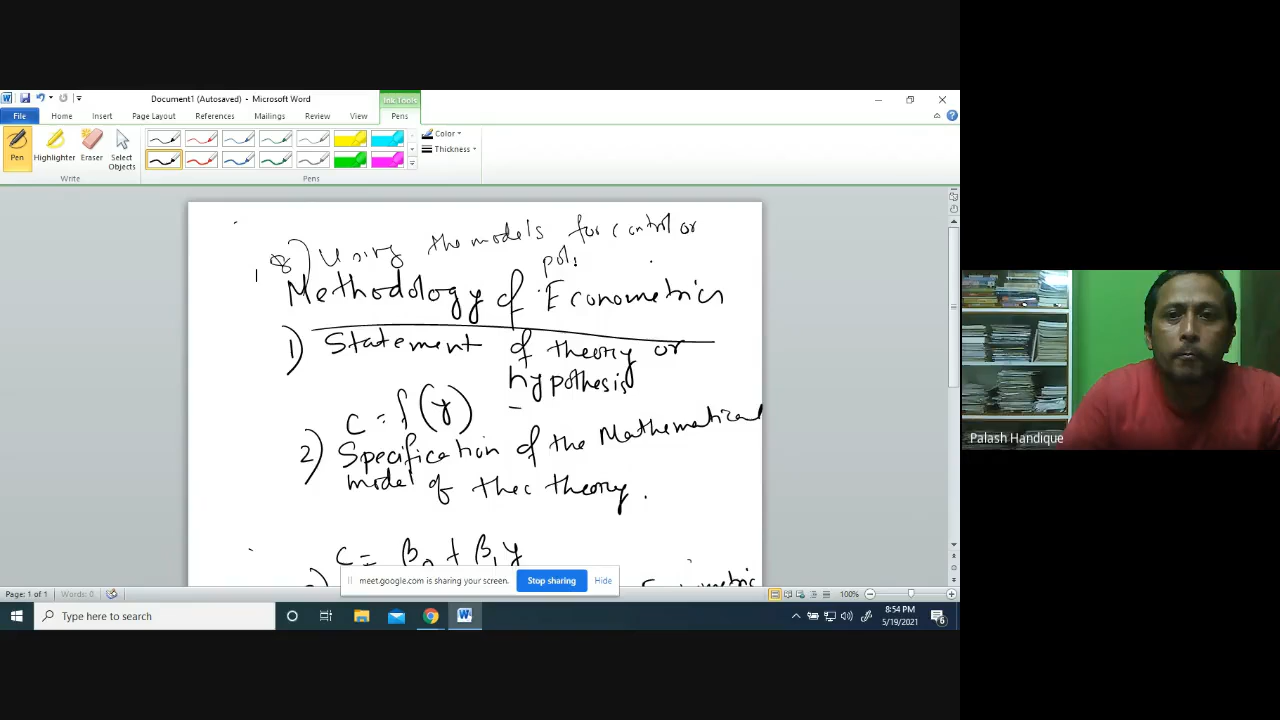 Document1 (Autosaved) - Microsoft Word
Ink Tools
File Home Insert Page Layout References Mailings Review View Pens
Pen Highlighter Eraser Select Objects
Color
Thickness
Write
Pens
8) Using the models for control or
pol
Methodology of Econometrics
1) Statement of theory or
hypothesis
C = f(Y)
2) Specification of the Mathematical
model of the theory.
C = β0 + β1 Y
meet.google.com is sharing your screen. Stop sharing Hide
Page: 1 of 1 Words: 0 100%
Type here to search
8:54 PM
5/19/2021
6
Palash Handique